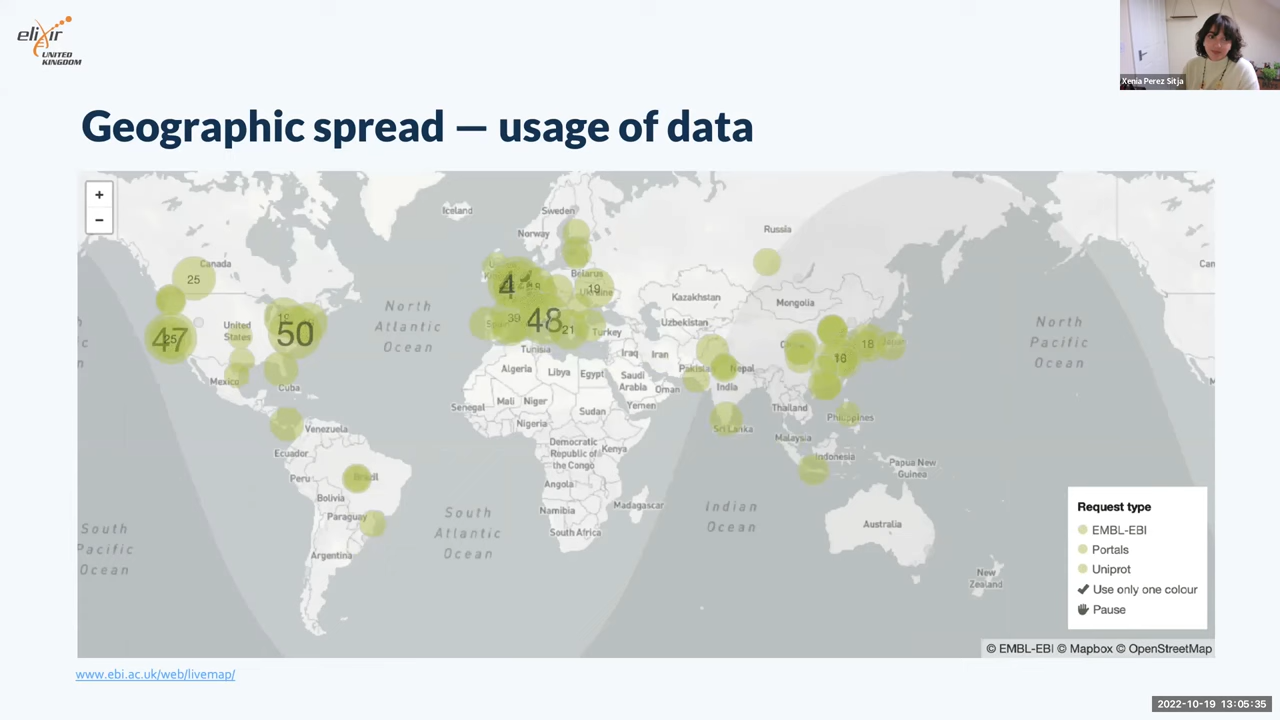 elixir
UNITED
KINGDOM
Xenia Perez Sitja
Geographic spread — usage of data
+
−
Iceland
Sweden
Norway
Russia
Canada
25
Belarus
19
Ukraine
Kazakhstan
Mongolia
North
Atlantic
Ocean
North
Pacific
Ocean
47
25
United
States
50
39
48
21
Turkey
Uzbekistan
18
Japan
16
Tunisia
Iraq
Iran
Algeria
Libya
Egypt
Saudi
Arabia
Oman
Pakistan
Nepal
India
Mexico
Cuba
Mali
Niger
Sudan
Yemen
Senegal
Nigeria
Thailand
Philippines
Sri Lanka
Venezuela
Ecuador
Democratic
Republic of
the Congo
Kenya
Malaysia
Indonesia
Papua New
Guinea
Peru
Brazil
Bolivia
Angola
Paraguay
Namibia
Madagascar
South
Atlantic
Ocean
Indian
Ocean
Australia
South Africa
South
Pacific
Ocean
Argentina
New
Zealand
Request type
EMBL-EBI
Portals
Uniprot
Use only one colour
Pause
© EMBL-EBI © Mapbox © OpenStreetMap
www.ebi.ac.uk/web/livemap/
2022-10-19 13:05:35